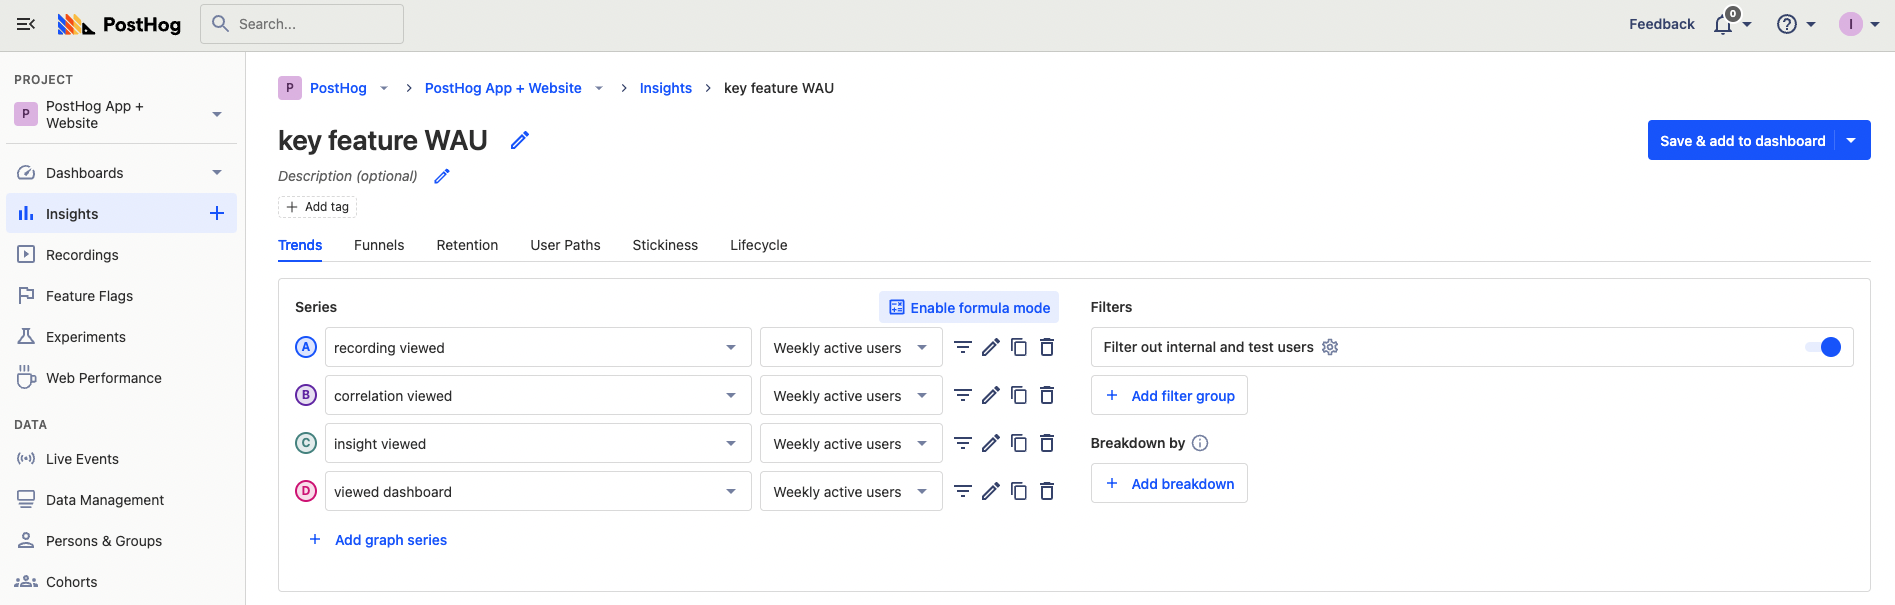 PostHog
Search...
Feedback
0
I
PROJECT
P
PostHog App +
Website
Dashboards
Insights
Recordings
Feature Flags
Experiments
Web Performance
DATA
Live Events
Data Management
Persons & Groups
Cohorts
P PostHog > PostHog App + Website > Insights > key feature WAU
key feature WAU
Save & add to dashboard
Description (optional)
+ Add tag
Trends Funnels Retention User Paths Stickiness Lifecycle
Series
Enable formula mode
A recording viewed Weekly active users
B correlation viewed Weekly active users
C insight viewed Weekly active users
D viewed dashboard Weekly active users
+ Add graph series
Filters
Filter out internal and test users
+ Add filter group
Breakdown by
+ Add breakdown